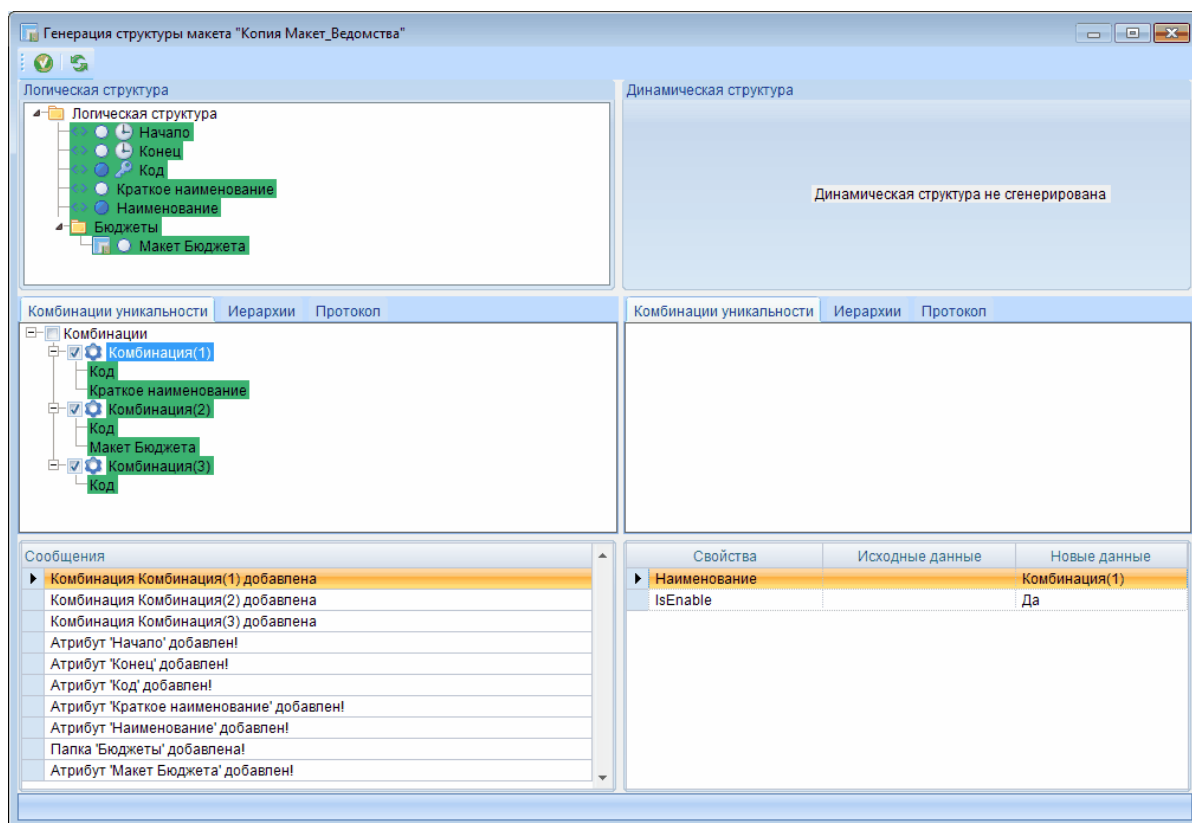 Генерация структуры макета "Копия Макет_Ведомства"
Логическая структура
Логическая структура
Начало
Конец
Код
Краткое наименование
Наименование
Бюджеты
Макет Бюджета
Динамическая структура
Динамическая структура не сгенерирована
Комбинации уникальности Иерархии Протокол
Комбинации
Комбинация(1)
Код
Краткое наименование
Комбинация(2)
Код
Макет Бюджета
Комбинация(3)
Код
Комбинации уникальности Иерархии Протокол
Сообщения
Комбинация Комбинация(1) добавлена
Комбинация Комбинация(2) добавлена
Комбинация Комбинация(3) добавлена
Атрибут 'Начало' добавлен!
Атрибут 'Конец' добавлен!
Атрибут 'Код' добавлен!
Атрибут 'Краткое наименование' добавлен!
Атрибут 'Наименование' добавлен!
Папка 'Бюджеты' добавлена!
Атрибут 'Макет Бюджета' добавлен!
Свойства Исходные данные Новые данные
Наименование Комбинация(1)
IsEnable Да